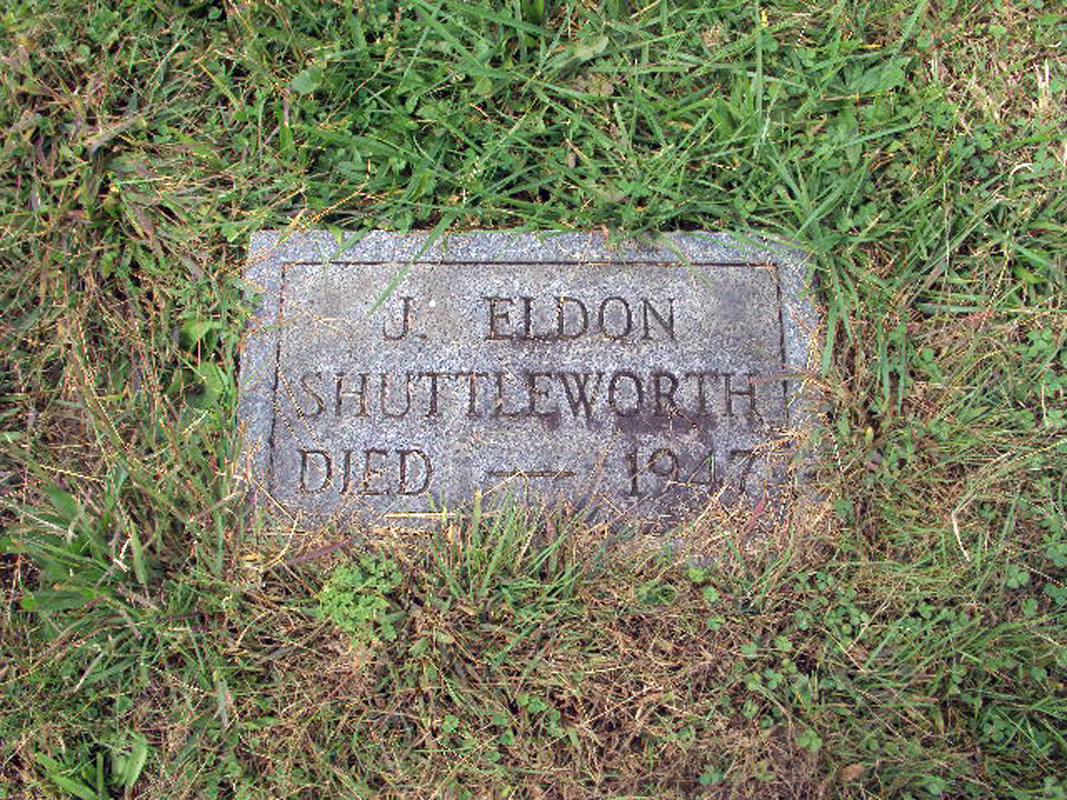 J. ELDON
SHUTTLEWORTH
DIED — 1947